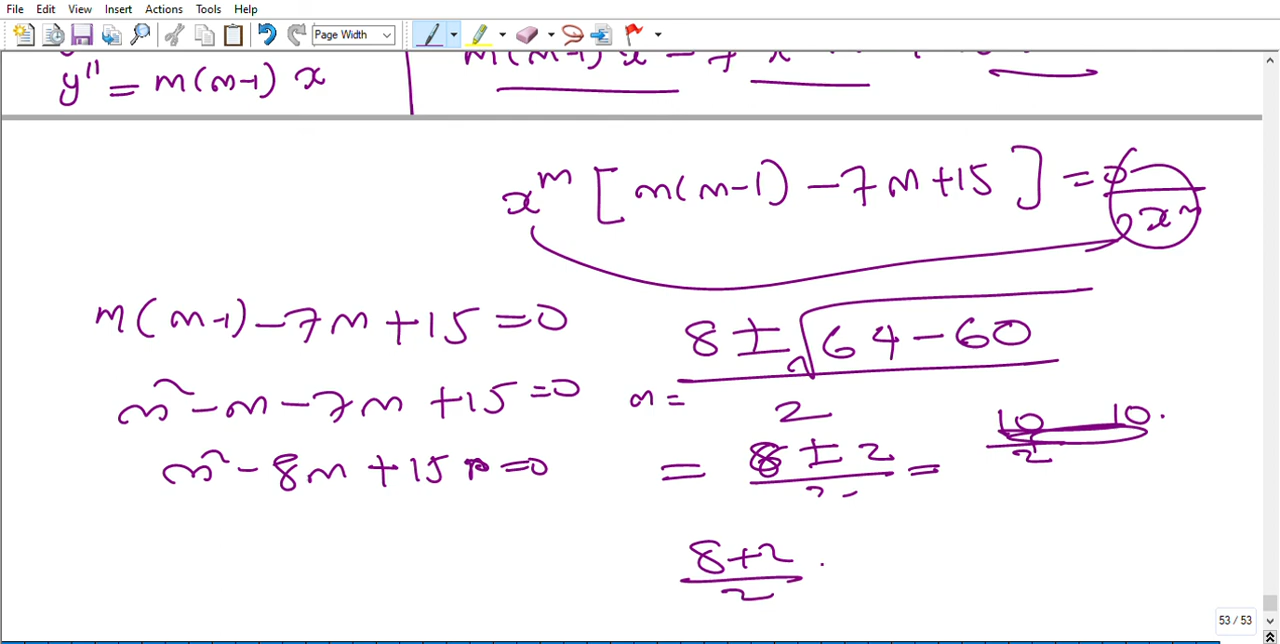 File Edit View Insert Actions Tools Help
Page Width
y'' = m(m-1) x
x^m [m(m-1) - 7m + 15] =
m(m-1) - 7m + 15 = 0
m² - m - 7m + 15 = 0
m² - 8m + 15 = 0
m = 8 ± √64 - 60 / 2
= 8 ± 2 / 2 =
10 / 2 10.
8+2 / 2 .
53 / 53